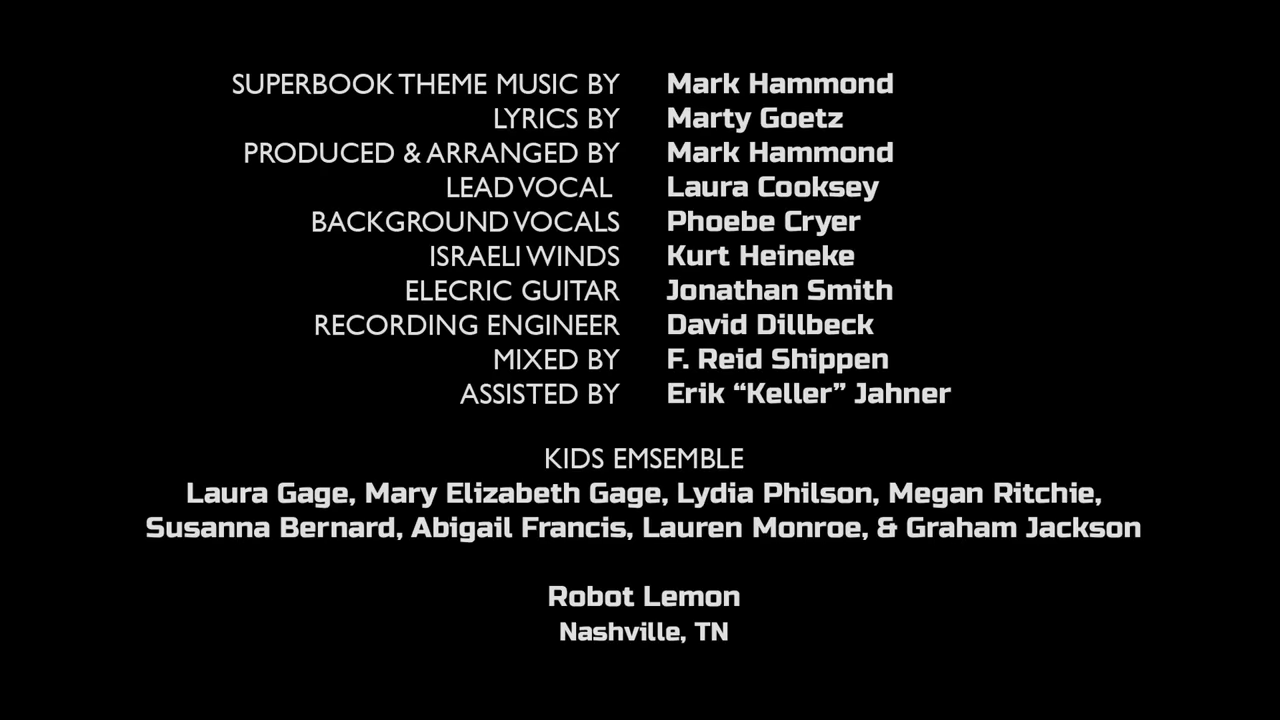 SUPERBOOK THEME MUSIC BY Mark Hammond
LYRICS BY Marty Goetz
PRODUCED & ARRANGED BY Mark Hammond
LEAD VOCAL Laura Cooksey
BACKGROUND VOCALS Phoebe Cryer
ISRAELI WINDS Kurt Heineke
ELECRIC GUITAR Jonathan Smith
RECORDING ENGINEER David Dillbeck
MIXED BY F. Reid Shippen
ASSISTED BY Erik “Keller” Jahner
KIDS EMSEMBLE
Laura Gage, Mary Elizabeth Gage, Lydia Philson, Megan Ritchie,
Susanna Bernard, Abigail Francis, Lauren Monroe, & Graham Jackson
Robot Lemon
Nashville, TN